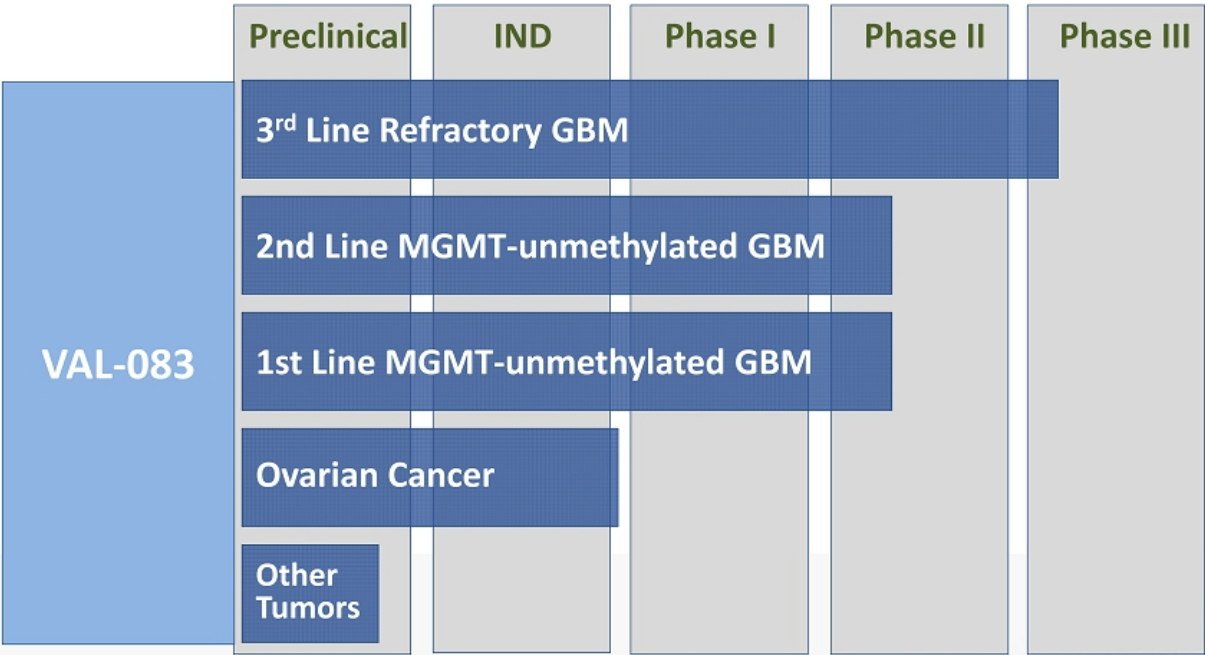 Preclinical IND Phase I Phase II Phase III
3rd Line Refractory GBM
2nd Line MGMT-unmethylated GBM
VAL-083
1st Line MGMT-unmethylated GBM
Ovarian Cancer
Other
Tumors